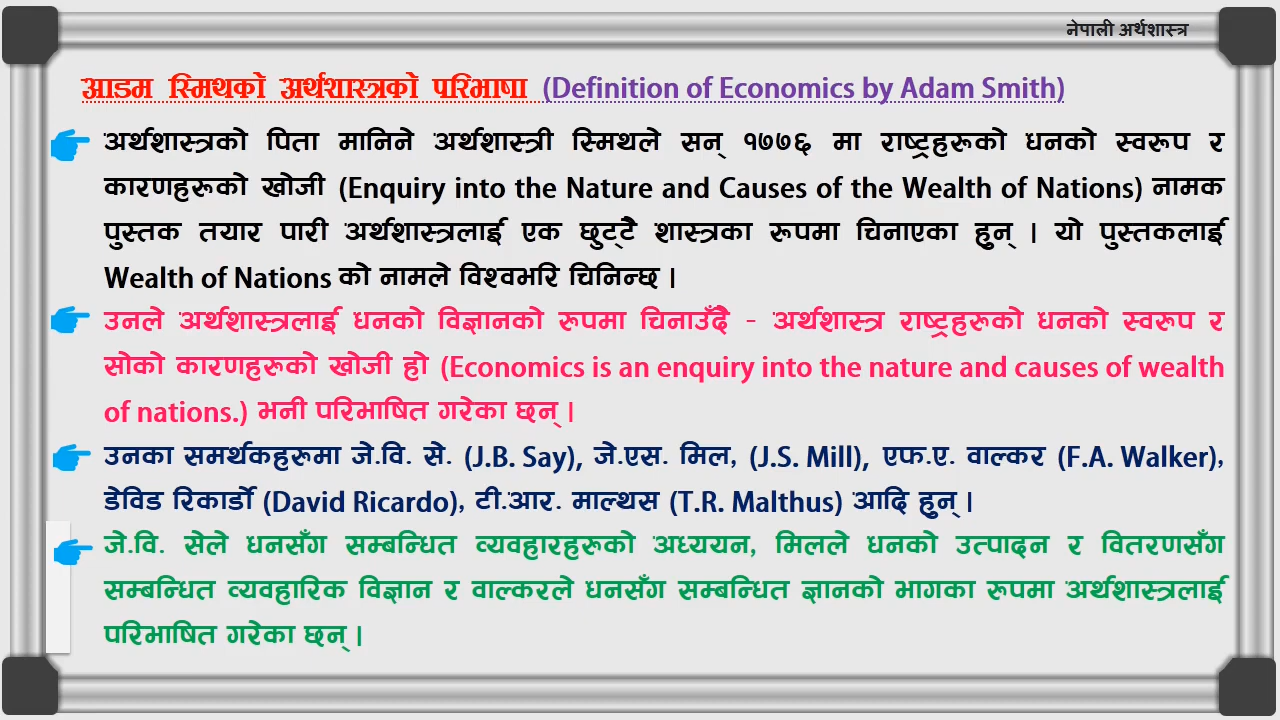 नेपाली अर्थशास्त्र
आडम स्मिथको अर्थशास्त्रको परिभाषा (Definition of Economics by Adam Smith)
अर्थशास्त्रको पिता मानिने अर्थशास्त्री स्मिथले सन् १७७६ मा राष्ट्रहरूको धनको स्वरूप र
कारणहरूको खोजी (Enquiry into the Nature and Causes of the Wealth of Nations) नामक
पुस्तक तयार पारी अर्थशास्त्रलाई एक छुट्टै शास्त्रका रूपमा चिनाएका हुन् । यो पुस्तकलाई
Wealth of Nations को नामले विश्वभरि चिनिन्छ ।
उनले अर्थशास्त्रलाई धनको विज्ञानको रूपमा चिनाउँदै - अर्थशास्त्र राष्ट्रहरूको धनको स्वरूप र
सोको कारणहरूको खोजी हो (Economics is an enquiry into the nature and causes of wealth
of nations.) भनी परिभाषित गरेका छन् ।
उनका समर्थकहरूमा जे.वि. से. (J.B. Say), जे.एस. मिल, (J.S. Mill), एफ.ए. वाल्कर (F.A. Walker),
डेविड रिकार्डो (David Ricardo), टी.आर. माल्थस (T.R. Malthus) आदि हुन् ।
जे.वि. सेले धनसँग सम्बन्धित व्यवहारहरूको अध्ययन, मिलले धनको उत्पादन र वितरणसँग
सम्बन्धित व्यवहारिक विज्ञान र वाल्करले धनसँग सम्बन्धित ज्ञानको भागका रूपमा अर्थशास्त्रलाई
परिभाषित गरेका छन् ।